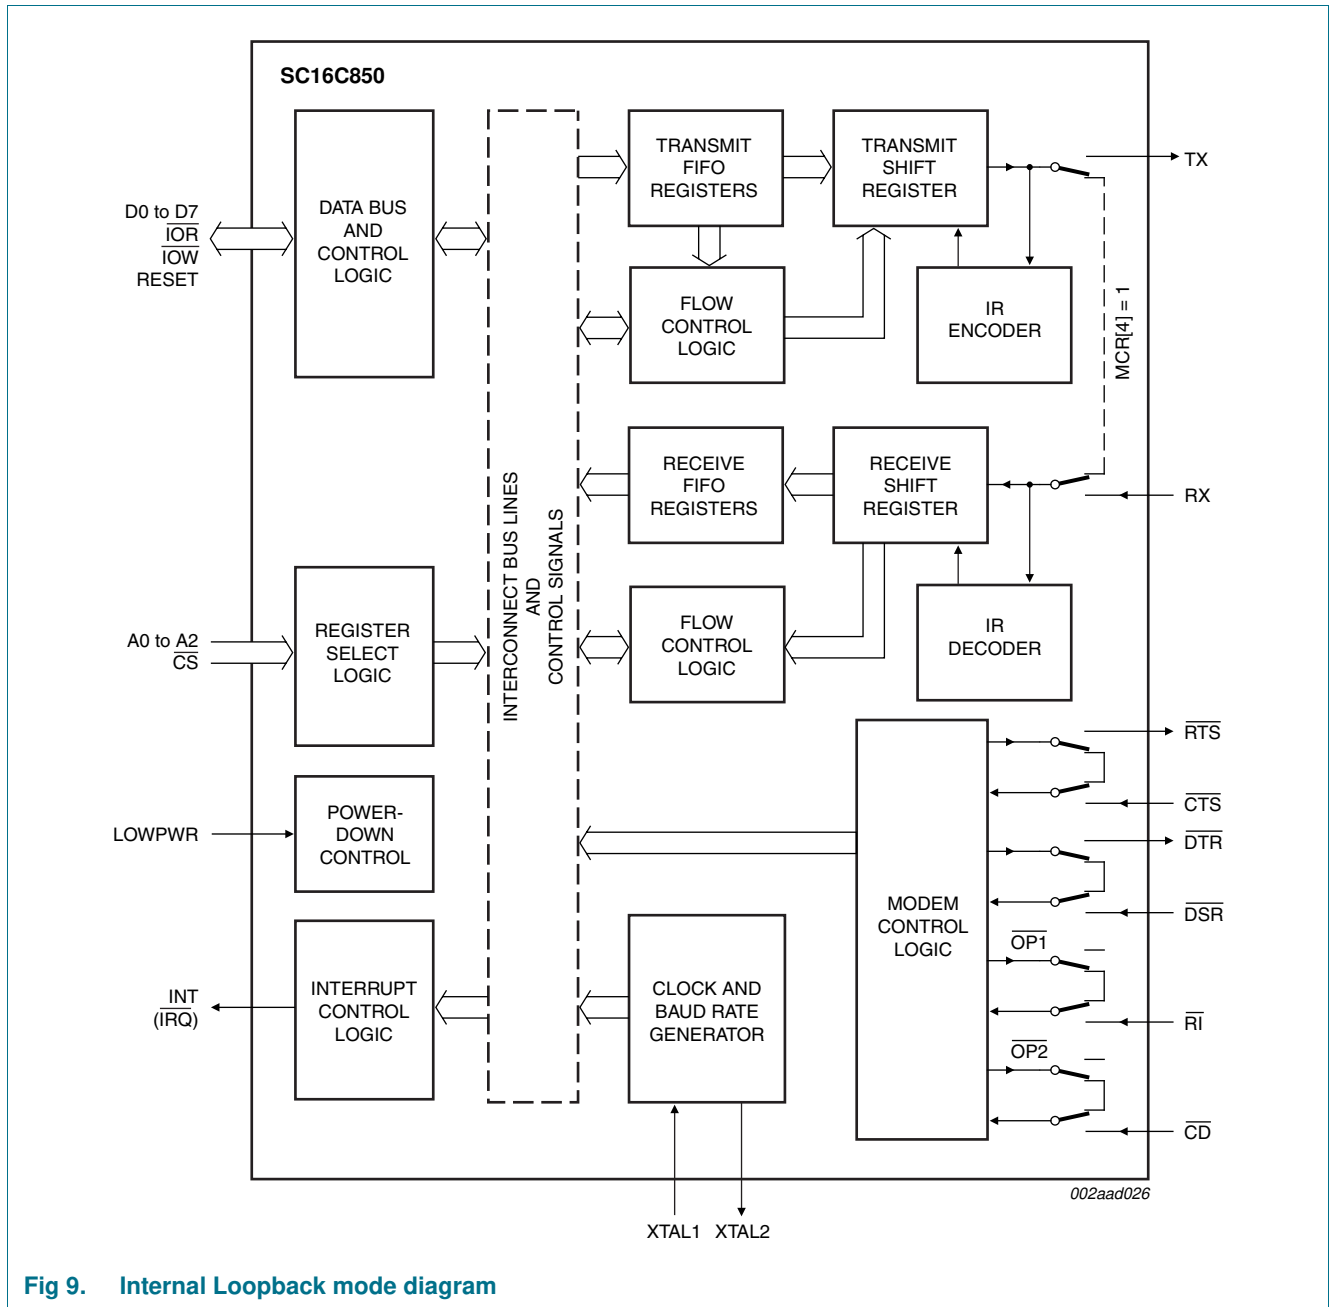 SC16C850
TRANSMIT
FIFO
REGISTERS
TRANSMIT
SHIFT
REGISTER
TX
D0 to D7
IOR
IOW
RESET
DATA BUS
AND
CONTROL
LOGIC
FLOW
CONTROL
LOGIC
IR
ENCODER
MCR[4] = 1
INTERCONNECT BUS LINES
AND
CONTROL SIGNALS
RECEIVE
FIFO
REGISTERS
RECEIVE
SHIFT
REGISTER
RX
A0 to A2
CS
REGISTER
SELECT
LOGIC
FLOW
CONTROL
LOGIC
IR
DECODER
RTS
CTS
LOWPWR
POWER-
DOWN
CONTROL
DTR
DSR
MODEM
CONTROL
LOGIC
OP1
RI
INT
(IRQ)
INTERRUPT
CONTROL
LOGIC
CLOCK AND
BAUD RATE
GENERATOR
OP2
CD
002aad026
XTAL1 XTAL2
Fig 9. Internal Loopback mode diagram